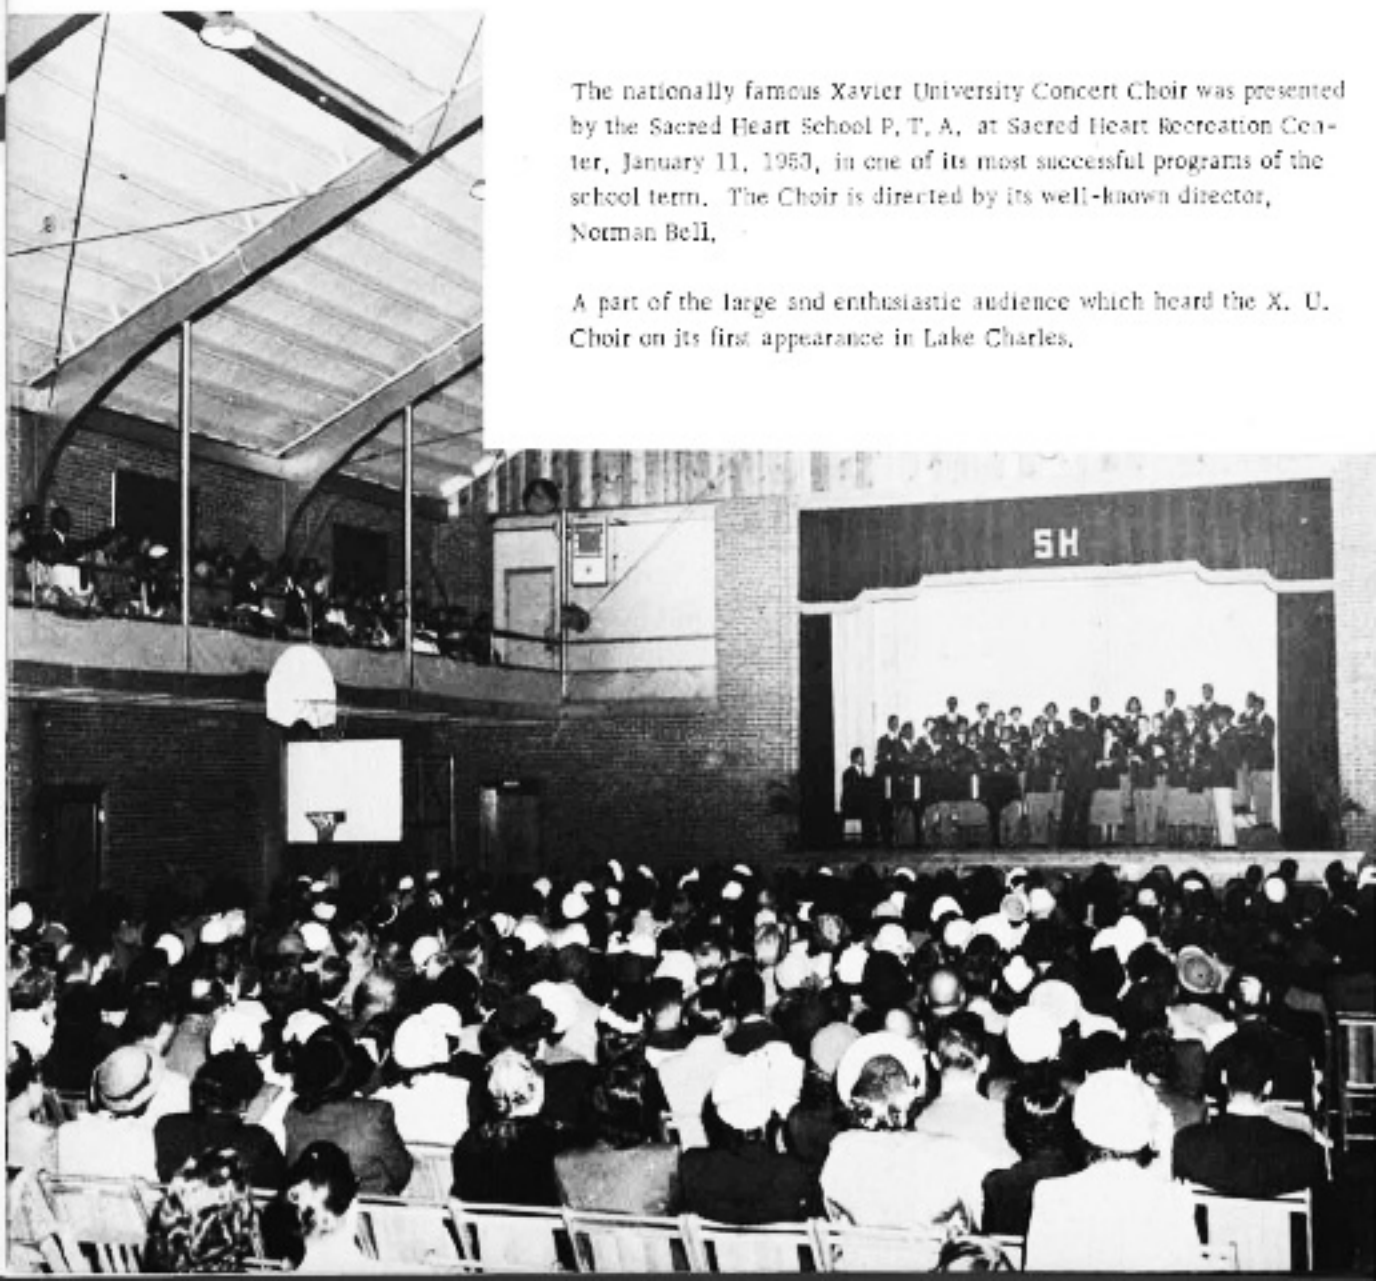 The nationally famous Xavier University Concert Choir was presented
by the Sacred Heart School P. T. A. at Sacred Heart Recreation Cen-
ter, January 11, 1953, in one of its most successful programs of the
school term. The Choir is directed by its well-known director,
Norman Bell.
A part of the large and enthusiastic audience which heard the X. U.
Choir on its first appearance in Lake Charles.
SH